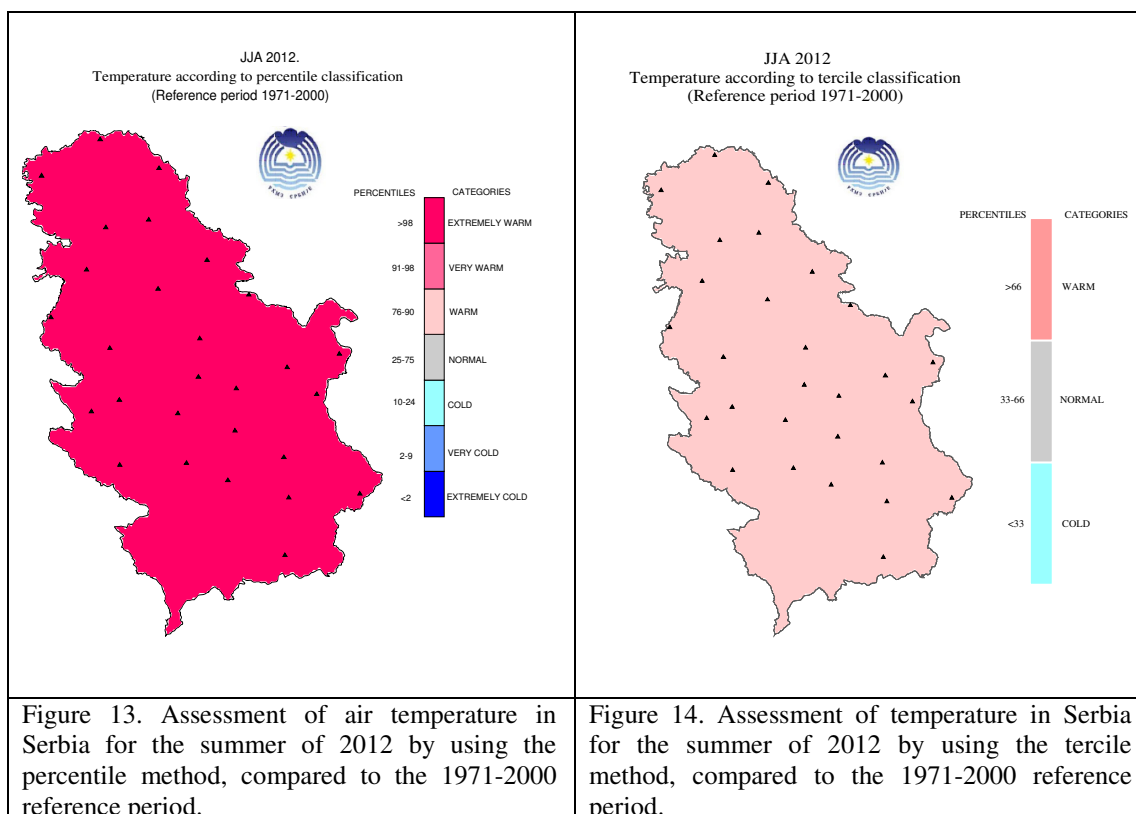 JJA 2012.
Temperature according to percentile classification
(Reference period 1971-2000)
PERCENTILES CATEGORIES
>98 EXTREMELY WARM
91-98 VERY WARM
76-90 WARM
25-75 NORMAL
10-24 COLD
2-9 VERY COLD
<2 EXTREMELY COLD
JJA 2012
Temperature according to tercile classification
(Reference period 1971-2000)
PERCENTILES CATEGORIES
>66 WARM
33-66 NORMAL
<33 COLD
Figure 13. Assessment of air temperature in
Serbia for the summer of 2012 by using the
percentile method, compared to the 1971-2000
reference period.
Figure 14. Assessment of temperature in Serbia
for the summer of 2012 by using the tercile
method, compared to the 1971-2000 reference
period.